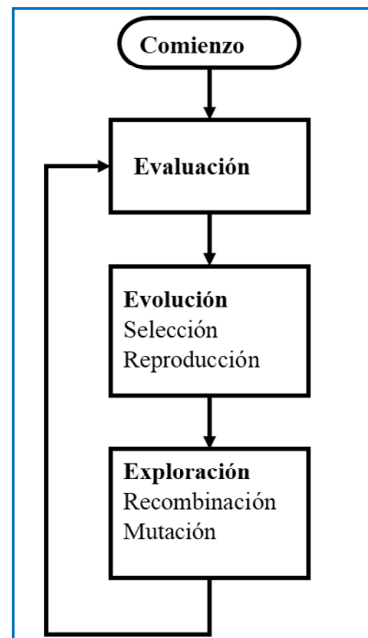 Comienzo
Evaluación
Evolución
Selección
Reproducción
Exploración
Recombinación
Mutación